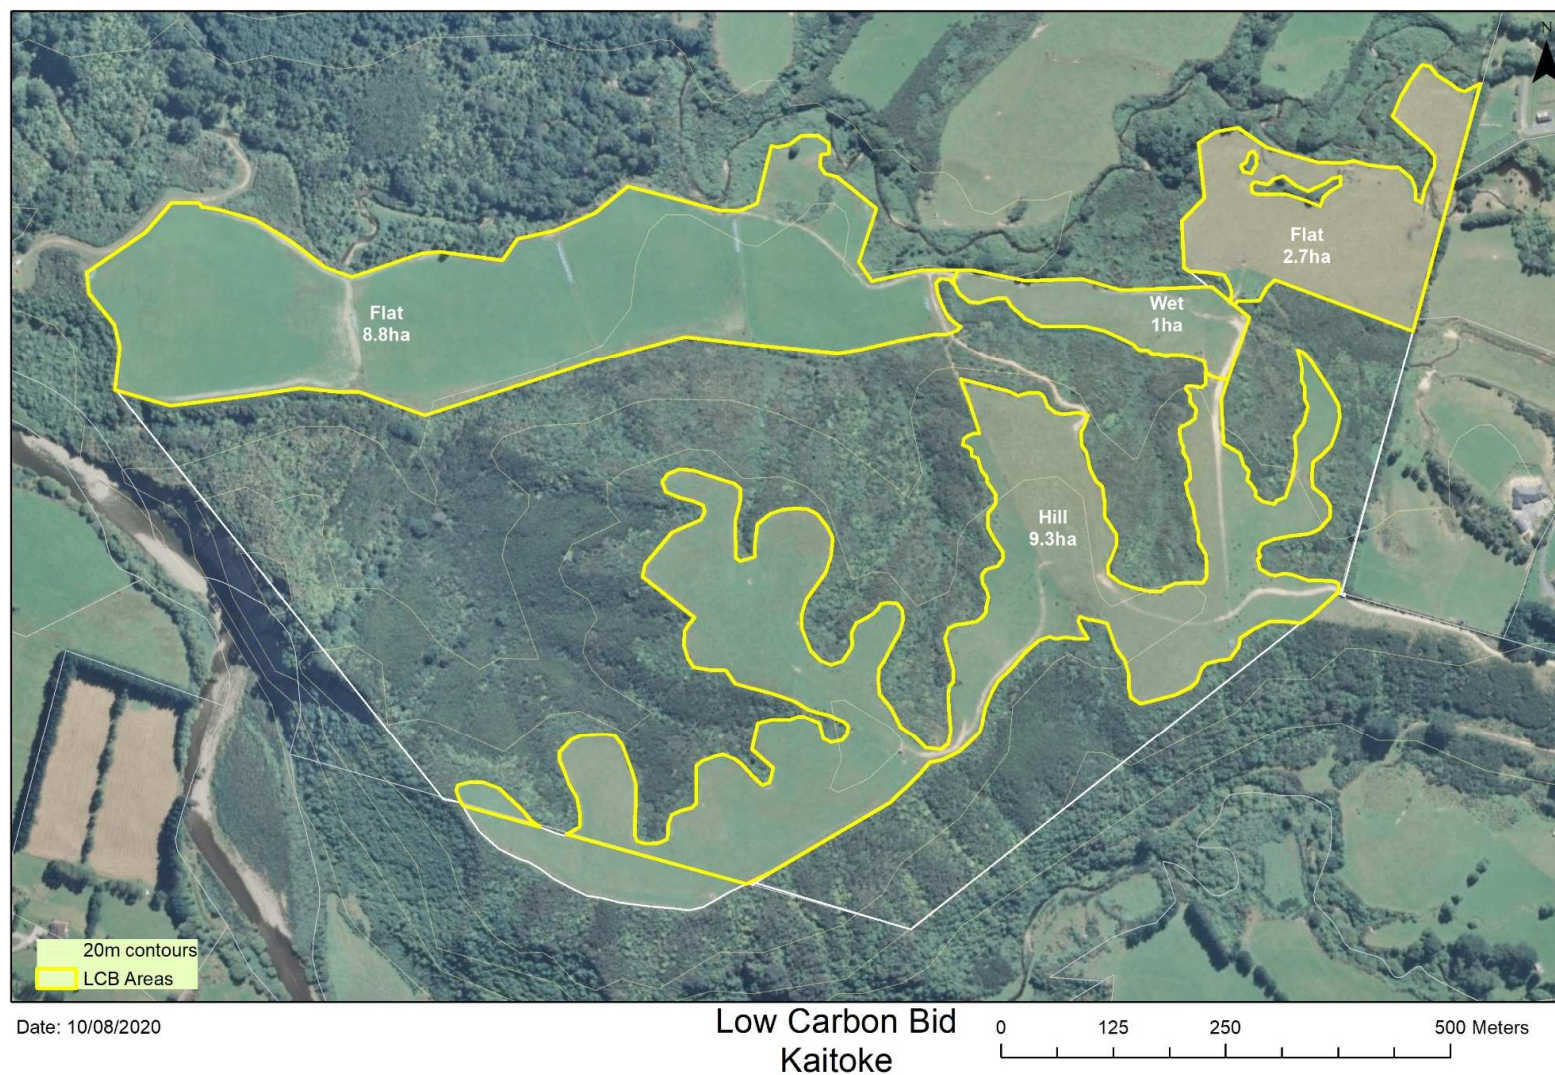 N
Flat
2.7ha
Wet
1ha
Flat
8.8ha
Hill
9.3ha
20m contours
LCB Areas
Date: 10/08/2020
Low Carbon Bid
Kaitoke
0 125 250 500 Meters